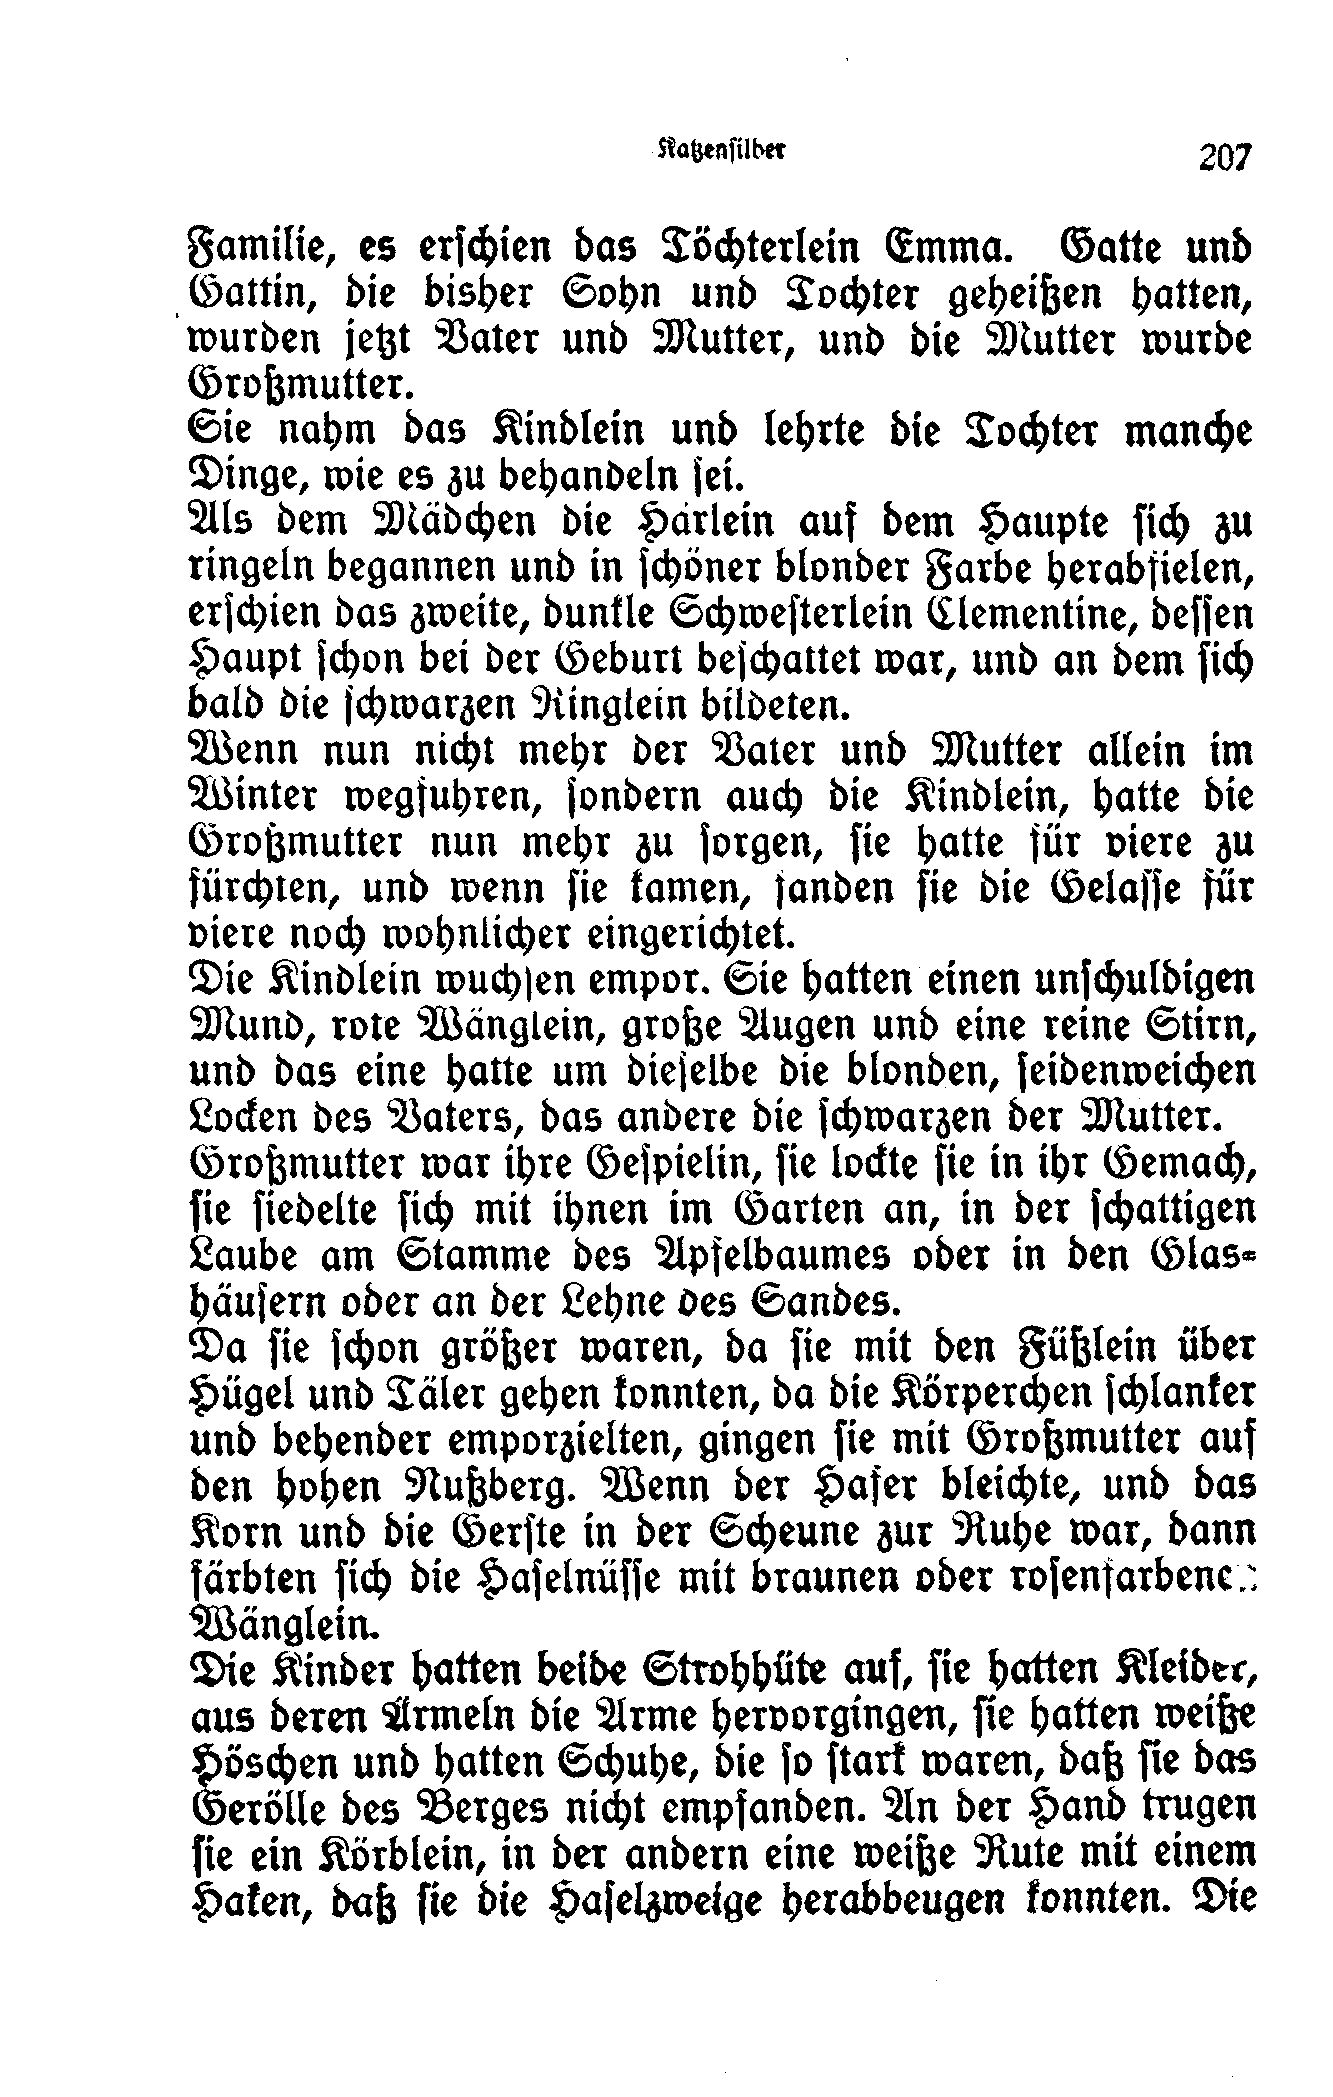 Katzensilber 207
Familie, es erschien das Töchterlein Emma. Gatte und
Gattin, die bisher Sohn und Tochter geheißen hatten,
wurden jetzt Vater und Mutter, und die Mutter wurde
Großmutter.
Sie nahm das Kindlein und lehrte die Tochter manche
Dinge, wie es zu behandeln sei.
Als dem Mädchen die Härlein auf dem Haupte sich zu
ringeln begannen und in schöner blonder Farbe herabfielen,
erschien das zweite, dunkle Schwesterlein Clementine, dessen
Haupt schon bei der Geburt beschattet war, und an dem sich
bald die schwarzen Ringlein bildeten.
Wenn nun nicht mehr der Vater und Mutter allein im
Winter wegfuhren, sondern auch die Kindlein, hatte die
Großmutter nun mehr zu sorgen, sie hatte für viere zu
fürchten, und wenn sie kamen, fanden sie die Gelasse für
viere noch wohnlicher eingerichtet.
Die Kindlein wuchsen empor. Sie hatten einen unschuldigen
Mund, rote Wänglein, große Augen und eine reine Stirn,
und das eine hatte um dieselbe die blonden, seidenweichen
Locken des Vaters, das andere die schwarzen der Mutter.
Großmutter war ihre Gespielin, sie lockte sie in ihr Gemach,
sie siedelte sich mit ihnen im Garten an, in der schattigen
Laube am Stamme des Apfelbaumes oder in den Glas-
häusern oder an der Lehne des Sandes.
Da sie schon größer waren, da sie mit den Füßlein über
Hügel und Täler gehen konnten, da die Körperchen schlanker
und behender emporzielten, gingen sie mit Großmutter auf
den hohen Nußberg. Wenn der Hafer bleichte, und das
Korn und die Gerste in der Scheune zur Ruhe war, dann
färbten sich die Haselnüsse mit braunen oder rosenfarbenen
Wänglein.
Die Kinder hatten beide Strohhüte auf, sie hatten Kleider,
aus deren Ärmeln die Arme hervorgingen, sie hatten weiße
Höschen und hatten Schuhe, die so stark waren, daß sie das
Gerölle des Berges nicht empfanden. An der Hand trugen
sie ein Körblein, in der andern eine weiße Rute mit einem
Haken, daß sie die Haselzweige herabbeugen konnten. Die